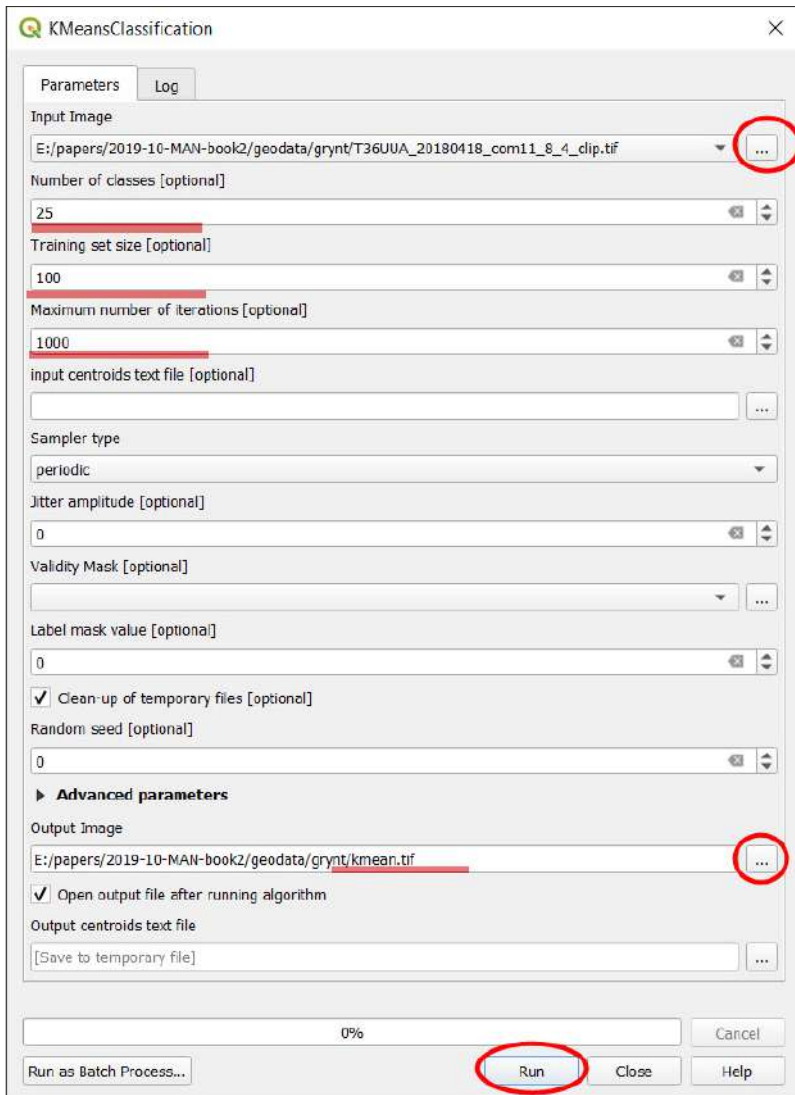 KMeansClassification
Parameters Log
Input Image
E:/papers/2019-10-MAN-book2/geodata/grynt/T36UUA_20180418_com11_8_4_clip.tif ...
Number of classes [optional]
25
Training set size [optional]
100
Maximum number of iterations [optional]
1000
input centroids text file [optional]
...
Sampler type
periodic
Jitter amplitude [optional]
0
Validity Mask [optional]
...
Label mask value [optional]
0
Clean-up of temporary files [optional]
Random seed [optional]
0
Advanced parameters
Output Image
E:/papers/2019-10-MAN-book2/geodata/grynt/kmean.tif ...
Open output file after running algorithm
Output centroids text file
[Save to temporary file] ...
0% Cancel
Run as Batch Process... Run Close Help